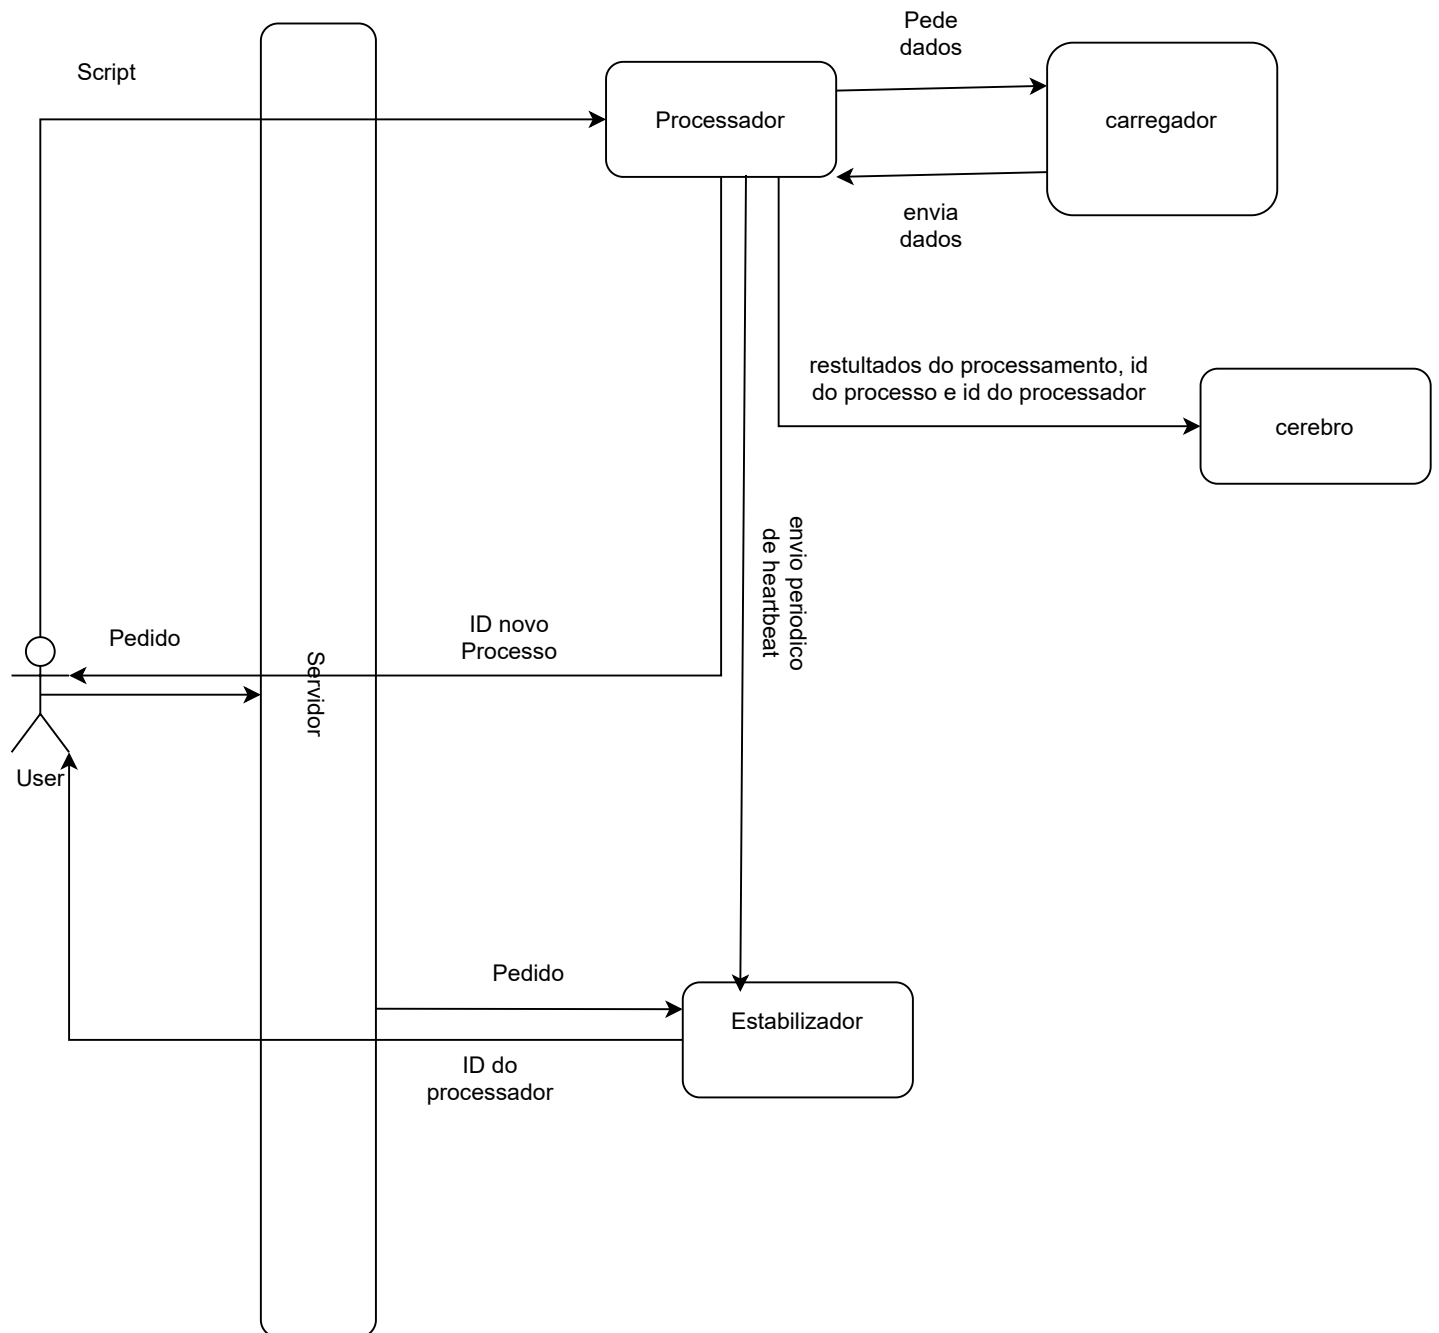 Pede
dados
Script
Processador
carregador
envia
dados
restultados do processamento, id
do processo e id do processador
cerebro
envio periodico
de heartbeat
Pedido
ID novo
Processo
Servidor
User
Pedido
Estabilizador
ID do
processador